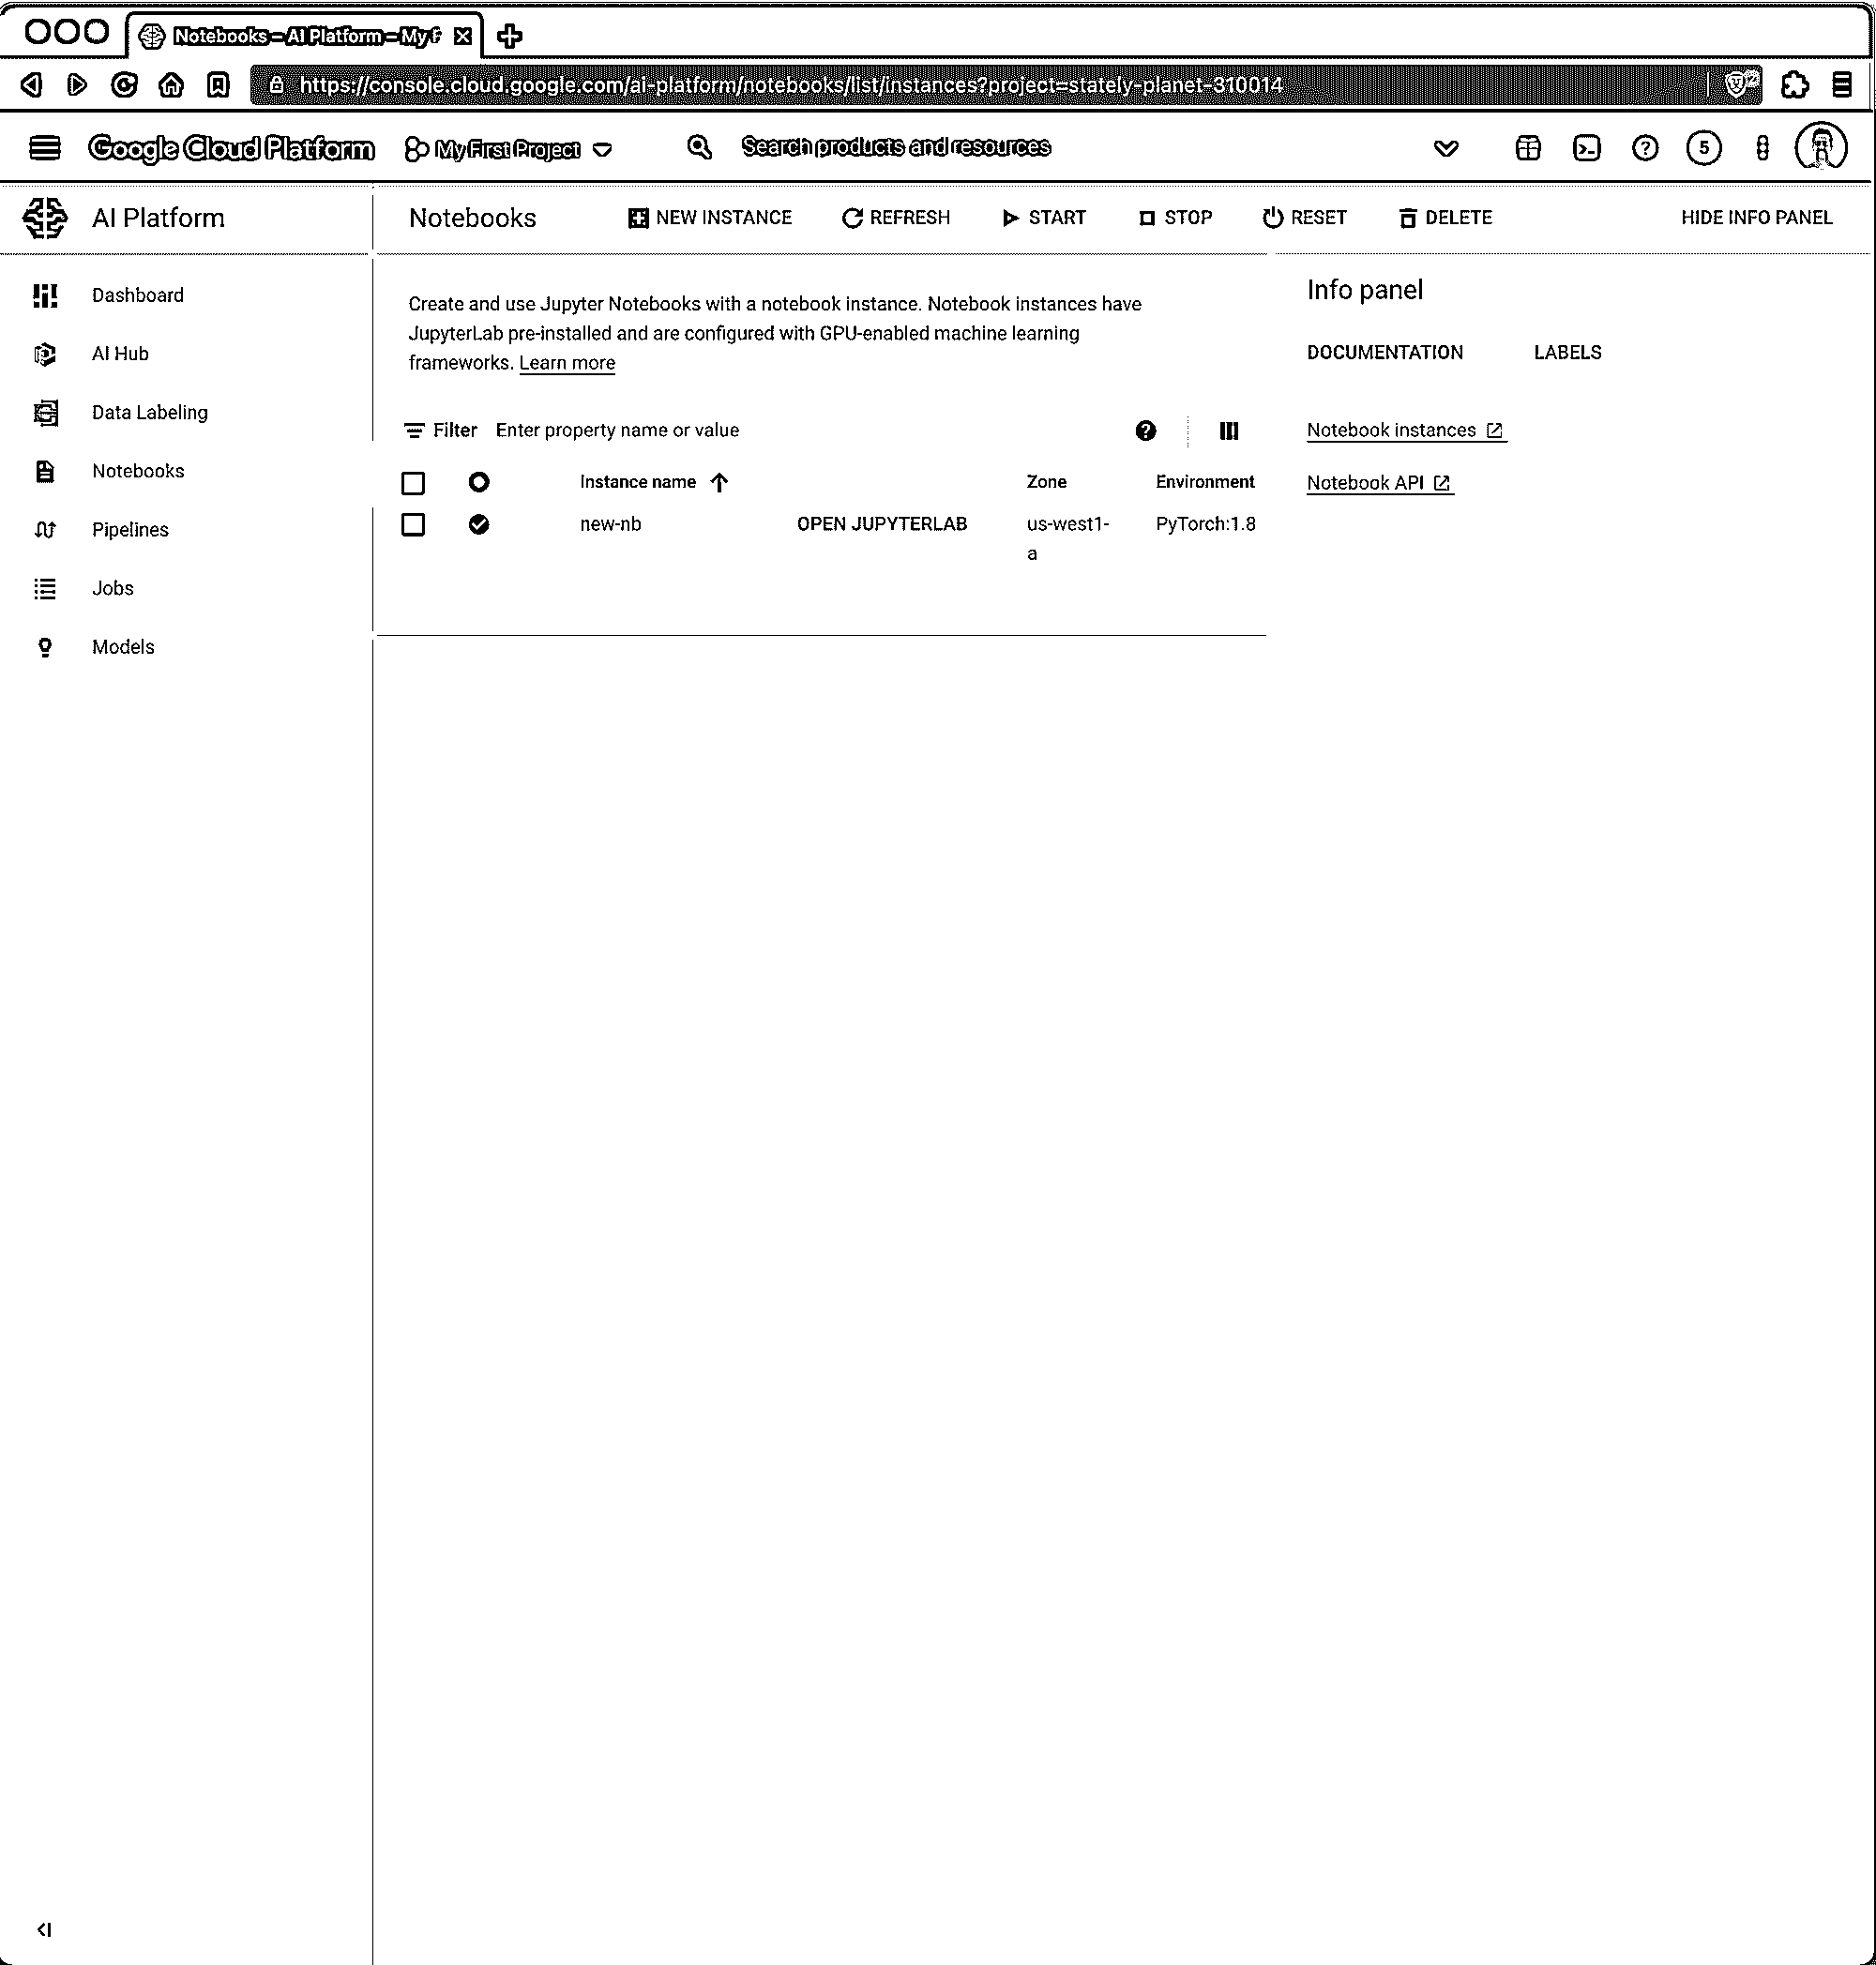 Notebooks – AI Platform – My F
https://console.cloud.google.com/ai-platform/notebooks/list/instances?project=stately-planet-310014
Google Cloud Platform My First Project Search products and resources 5
AI Platform
Notebooks NEW INSTANCE REFRESH START STOP RESET DELETE HIDE INFO PANEL
Dashboard
AI Hub
Data Labeling
Notebooks
Pipelines
Jobs
Models
Create and use Jupyter Notebooks with a notebook instance. Notebook instances have
JupyterLab pre-installed and are configured with GPU-enabled machine learning
frameworks. Learn more
Filter Enter property name or value
Instance name Zone Environment
new-nb OPEN JUPYTERLAB us-west1- PyTorch:1.8
a
Info panel
DOCUMENTATION LABELS
Notebook instances
Notebook API